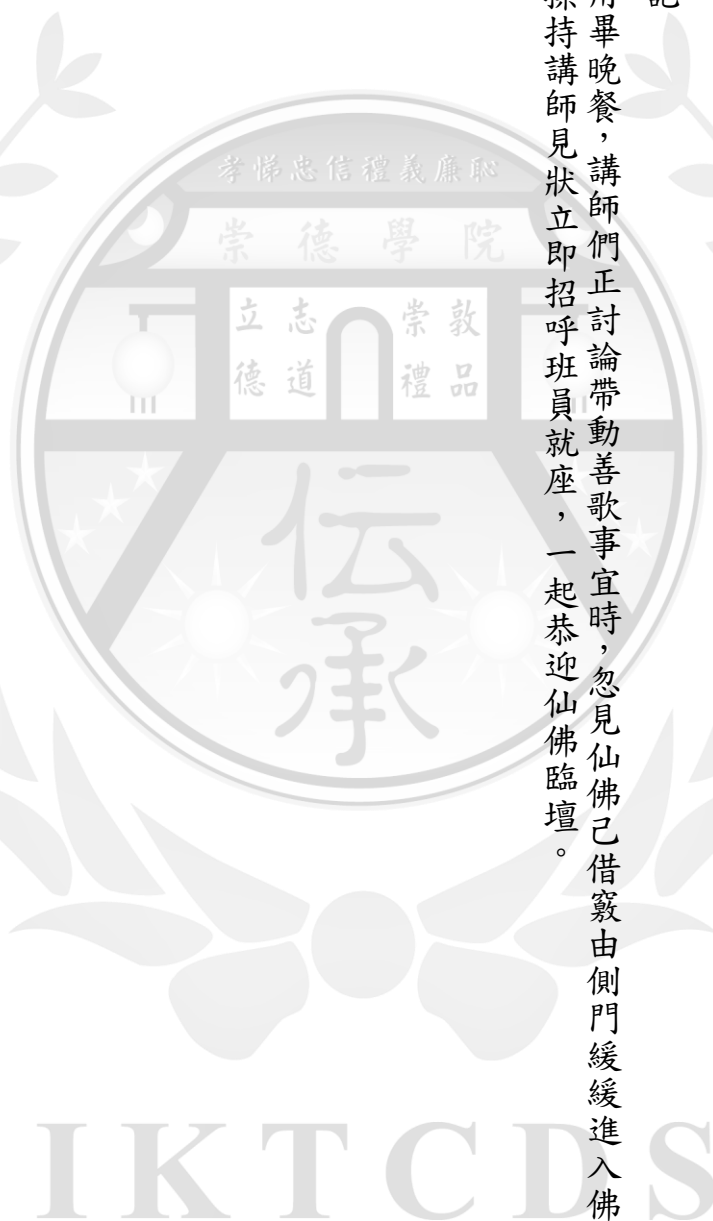 記
用畢晚餐，講師們正討論帶動善歌事宜時，忽見仙佛己借竅由側門緩緩進入佛
操持講師見狀立即招呼班員就座，一起恭迎仙佛臨壇。
孝悌忠信禮義廉恥
崇德學院
敦品
崇禮
志道
立德
伝承
IKTCDS